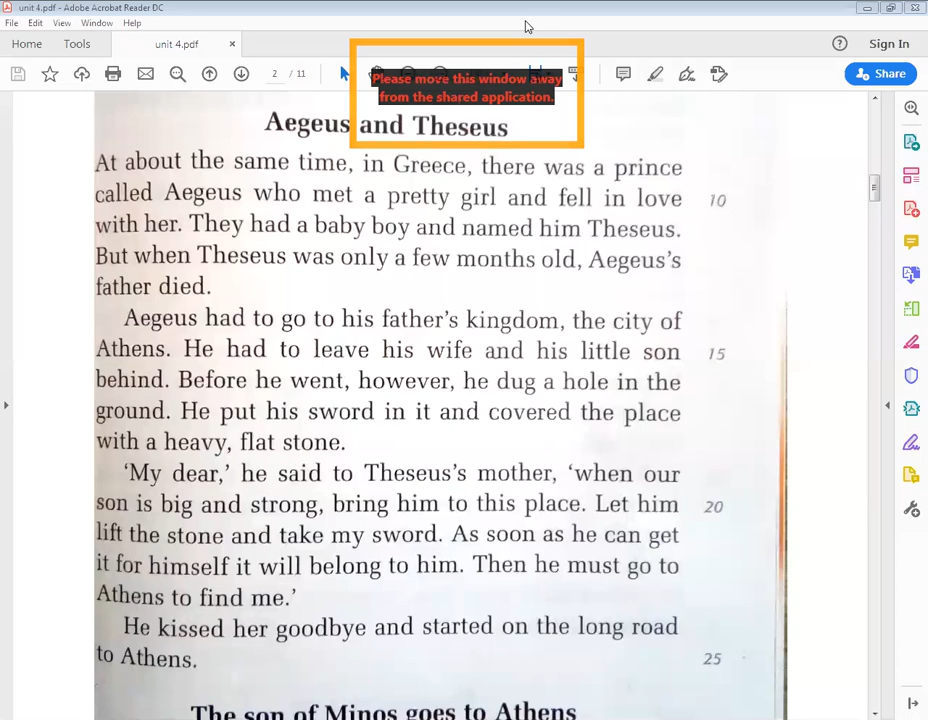 unit 4.pdf - Adobe Acrobat Reader DC
File Edit View Window Help
Home Tools unit 4.pdf × Sign In
2 / 11
Please move this window away
from the shared application.
Share
Aegeus and Theseus
At about the same time, in Greece, there was a prince
called Aegeus who met a pretty girl and fell in love 10
with her. They had a baby boy and named him Theseus.
But when Theseus was only a few months old, Aegeus's
father died.
Aegeus had to go to his father's kingdom, the city of
Athens. He had to leave his wife and his little son 15
behind. Before he went, however, he dug a hole in the
ground. He put his sword in it and covered the place
with a heavy, flat stone.
'My dear,' he said to Theseus's mother, 'when our
son is big and strong, bring him to this place. Let him 20
lift the stone and take my sword. As soon as he can get
it for himself it will belong to him. Then he must go to
Athens to find me.'
He kissed her goodbye and started on the long road
to Athens. 25
The son of Minos goes to Athens